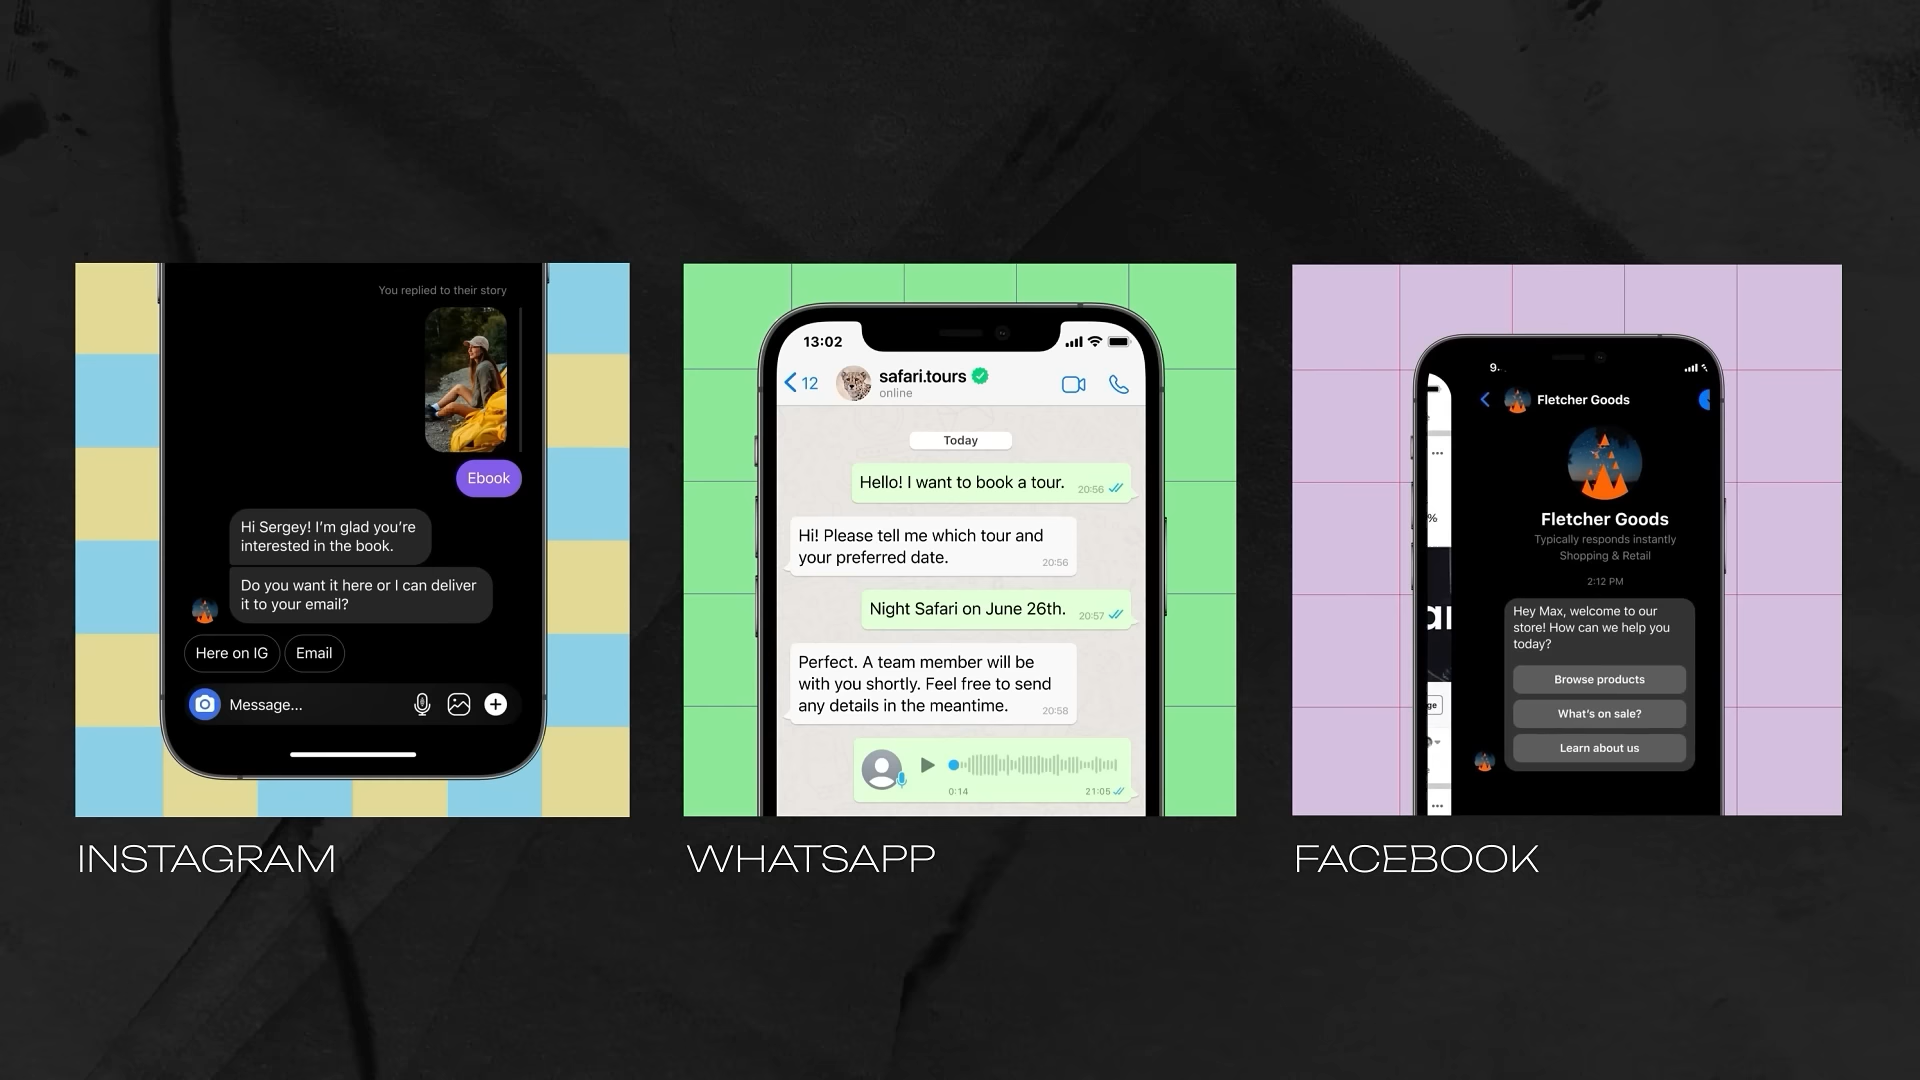 You replied to their story
Ebook
Hi Sergey! I'm glad you're
interested in the book.
Do you want it here or I can deliver
it to your email?
Here on IG
Email
Message...
INSTAGRAM
13:02
12
safari.tours
online
Today
Hello! I want to book a tour.
20:56
Hi! Please tell me which tour and
your preferred date.
20:56
Night Safari on June 26th.
20:57
Perfect. A team member will be
with you shortly. Feel free to send
any details in the meantime.
20:58
0:14
21:05
WHATSAPP
9.
Fletcher Goods
Fletcher Goods
Typically responds instantly
Shopping & Retail
2:12 PM
Hey Max, welcome to our
store! How can we help you
today?
Browse products
What's on sale?
Learn about us
%
ge
FACEBOOK